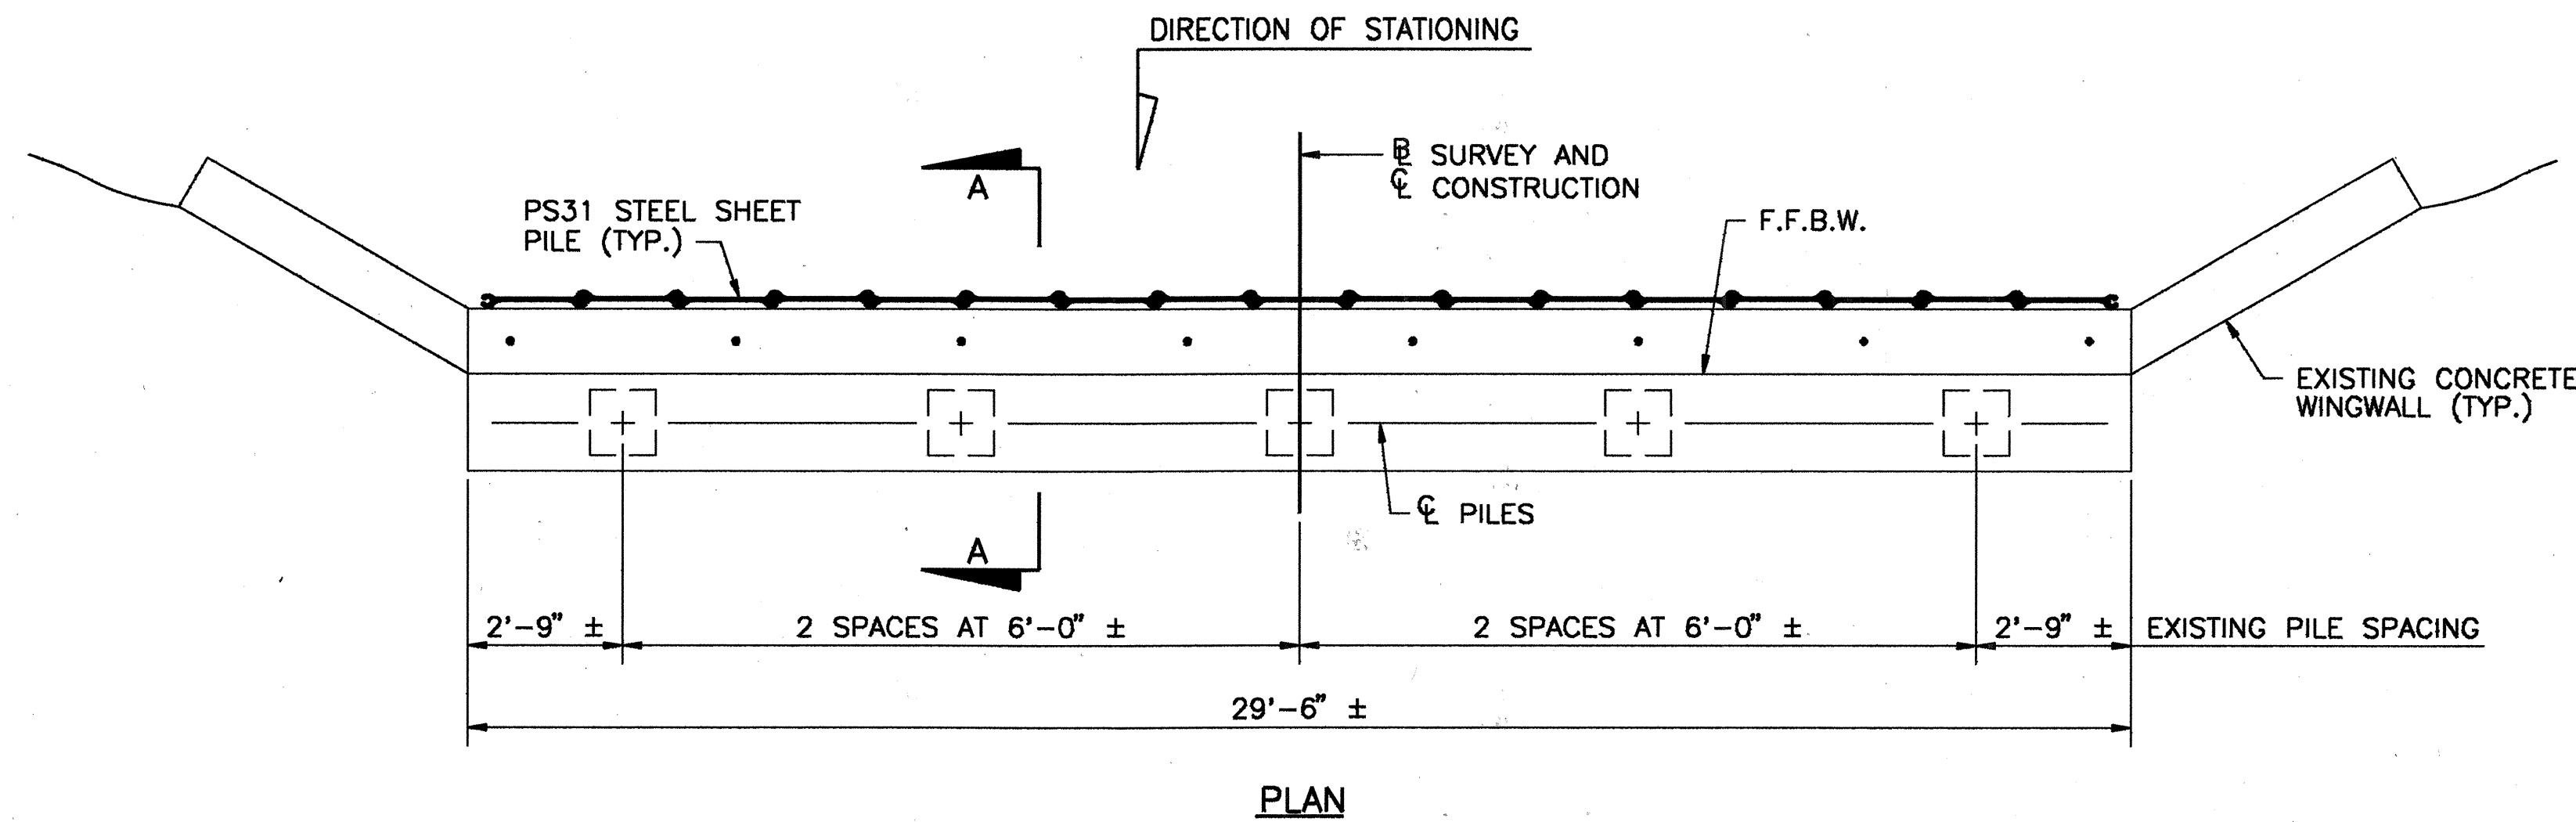 DIRECTION OF STATIONING
℄ SURVEY AND
℄ CONSTRUCTION
A
PS31 STEEL SHEET
PILE (TYP.)
F.F.B.W.
EXISTING CONCRETE
WINGWALL (TYP.)
℄ PILES
A
2'-9" ±
2 SPACES AT 6'-0" ±
2 SPACES AT 6'-0" ±
2'-9" ±
EXISTING PILE SPACING
29'-6" ±
PLAN